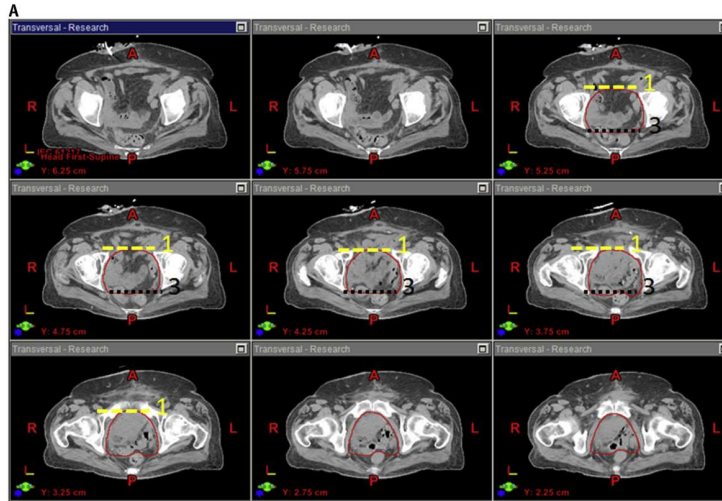 A
Transversal - Research
Transversal - Research
Transversal - Research
A
R
L
IEC 61217
Head First-Supine
P
Y: 6.25 cm
A
R
L
P
Y: 5.75 cm
A
1
R
L
3
P
Y: 5.25 cm
Transversal - Research
Transversal - Research
Transversal - Research
A
1
R
L
3
P
Y: 4.75 cm
A
1
R
L
3
P
Y: 4.25 cm
A
1
R
L
3
P
Y: 3.75 cm
Transversal - Research
Transversal - Research
Transversal - Research
A
1
R
L
P
Y: 3.25 cm
A
R
L
P
Y: 2.75 cm
A
R
L
P
Y: 2.25 cm